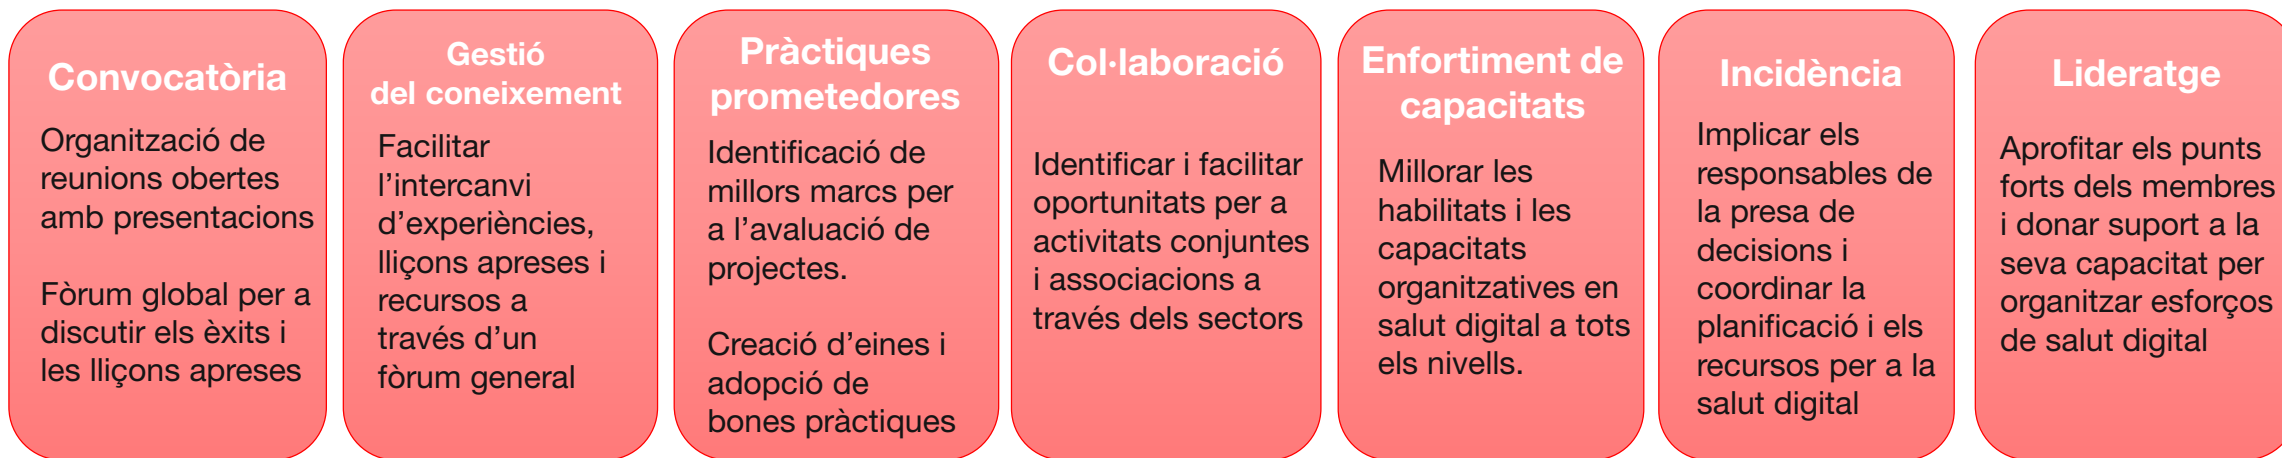 Convocatòria
Organització de
reunions obertes
amb presentacions
Fòrum global per a
discutir els èxits i
les lliçons apreses
Gestió
del coneixement
Facilitar
l’intercanvi
d’experiències,
lliçons apreses i
recursos a
través d’un
fòrum general
Pràctiques
prometedores
Identificació de
millors marcs per
a l’avaluació de
projectes.
Creació d’eines i
adopció de
bones pràctiques
Col·laboració
Identificar i facilitar
oportunitats per a
activitats conjuntes
i associacions a
través dels sectors
Enfortiment de
capacitats
Millorar les
habilitats i les
capacitats
organitzatives en
salut digital a tots
els nivells.
Incidència
Implicar els
responsables de
la presa de
decisions i
coordinar la
planificació i els
recursos per a la
salut digital
Lideratge
Aprofitar els punts
forts dels membres
i donar suport a la
seva capacitat per
organitzar esforços
de salut digital